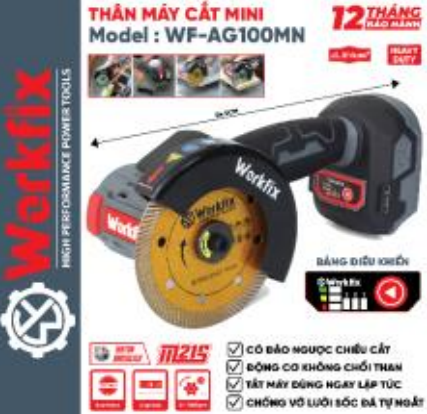 THÂN MÁY CẮT MINI
Model : WF-AG100MN
12 THÁNG
BẢO HÀNH
HEAVY
DUTY
Workfix
HIGH PERFORMANCE POWER TOOLS
Workfix
Workfix
BẢNG ĐIỀU KHIỂN
Workfix
M21S
CÓ ĐẢO NGƯỢC CHIỀU CẮT
ĐỘNG CƠ KHÔNG CHỔI THAN
TẮT MÁY DỪNG NGAY LẬP TỨC
CHỐNG VỠ LƯỠI SỐC ĐÁ TỰ NGẮT